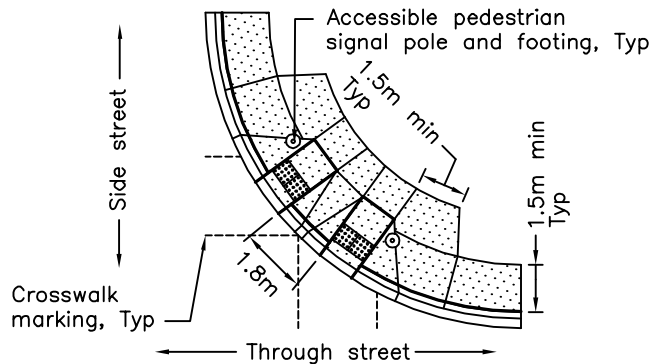 Accessible pedestrian
signal pole and footing, Typ
1.5m min
Typ
Side street
1.5m min
Typ
1.8m
Crosswalk
marking, Typ
Through street